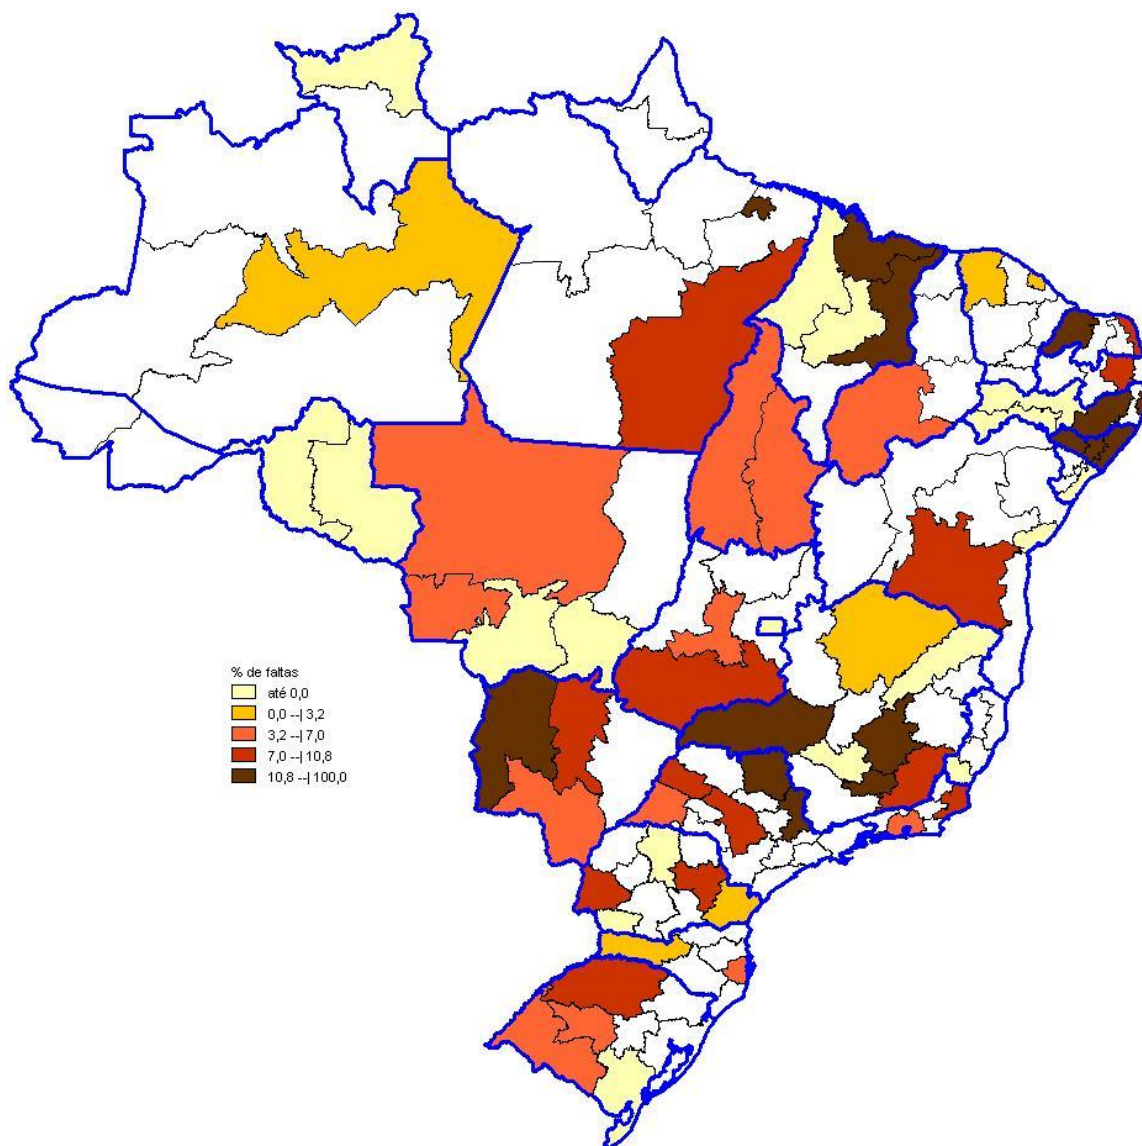 % de faltas
até 0,0
0,0 --| 3,2
3,2 --| 7,0
7,0 --| 10,8
10,8 --| 100,0